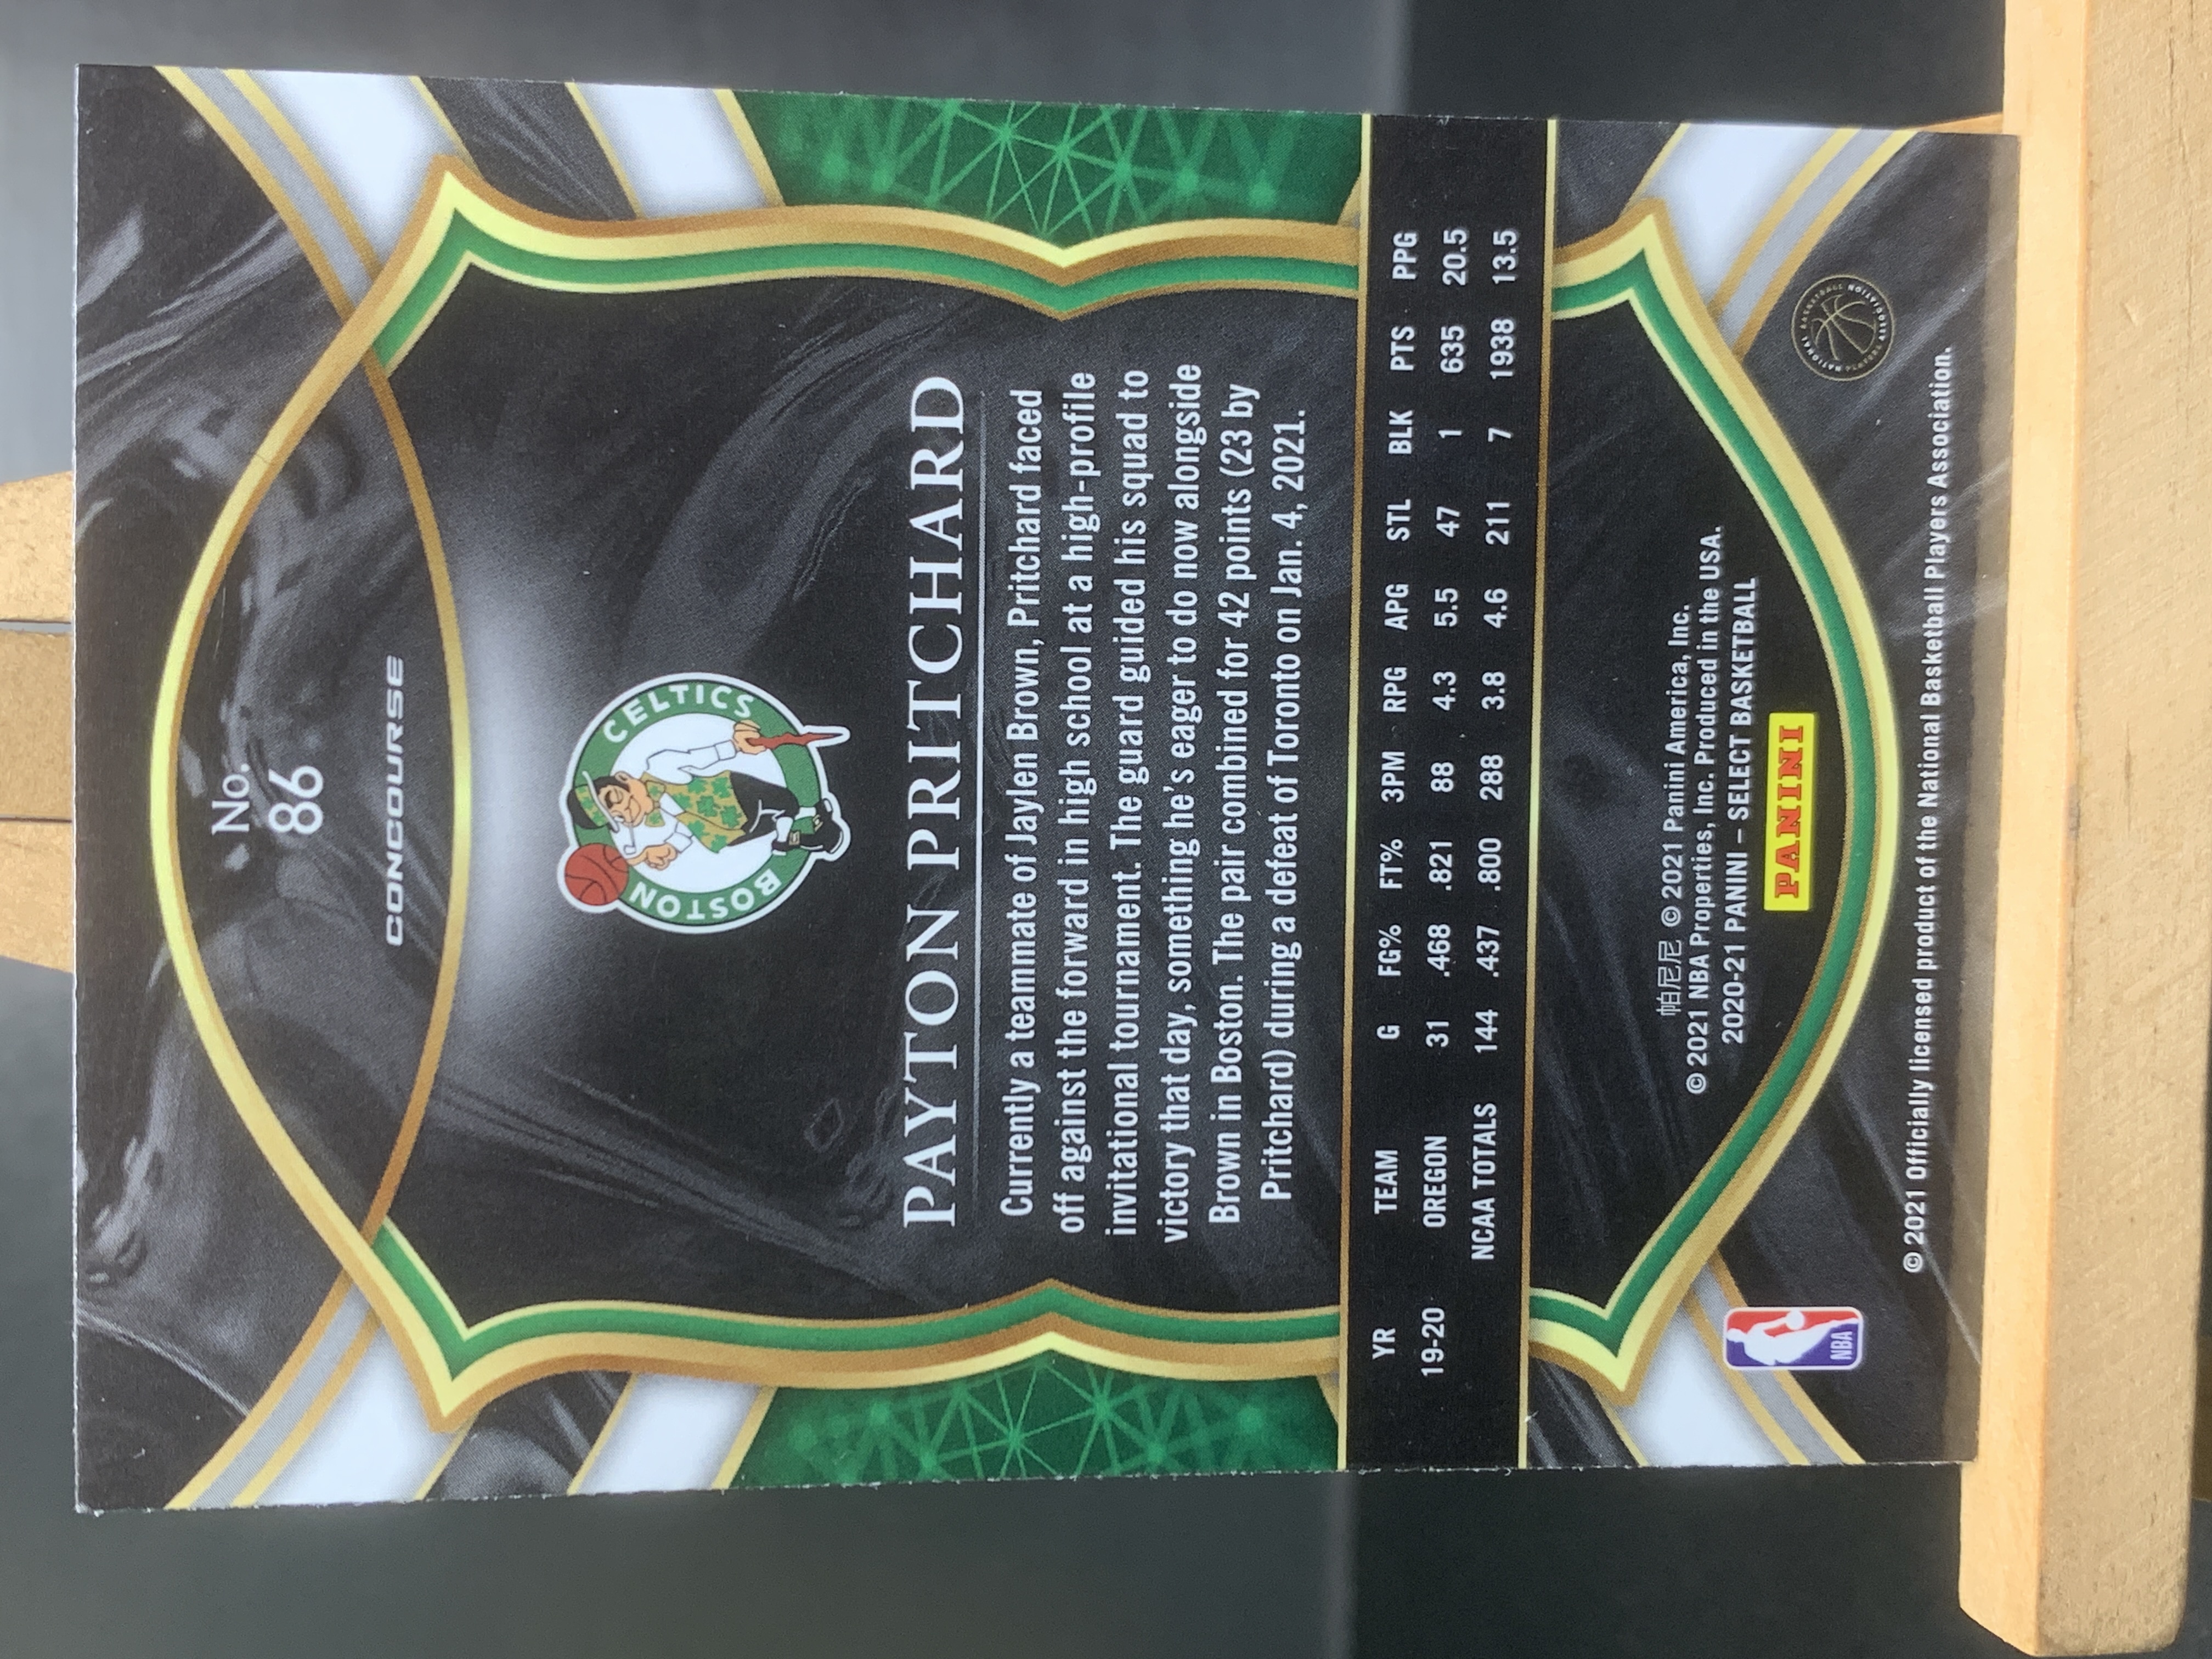 No.
86
CONCOURSE
BOSTON CELTICS
PAYTON PRITCHARD
Currently a teammate of Jaylen Brown, Pritchard faced
off against the forward in high school at a high-profile
invitational tournament. The guard guided his squad to
victory that day, something he's eager to do now alongside
Brown in Boston. The pair combined for 42 points (23 by
Pritchard) during a defeat of Toronto on Jan. 4, 2021.
YR TEAM G FG% FT% 3PM RPG APG STL BLK PTS PPG
19-20 OREGON 31 .468 .821 88 4.3 5.5 47 1 635 20.5
NCAA TOTALS 144 .437 .800 288 3.8 4.6 211 7 1938 13.5
帕尼尼 © 2021 Panini America, Inc.
© 2021 NBA Properties, Inc. Produced in the USA.
2020-21 PANINI – SELECT BASKETBALL
PANINI
NBA
NATIONAL BASKETBALL PLAYERS ASSOCIATION
© 2021 Officially licensed product of the National Basketball Players Association.